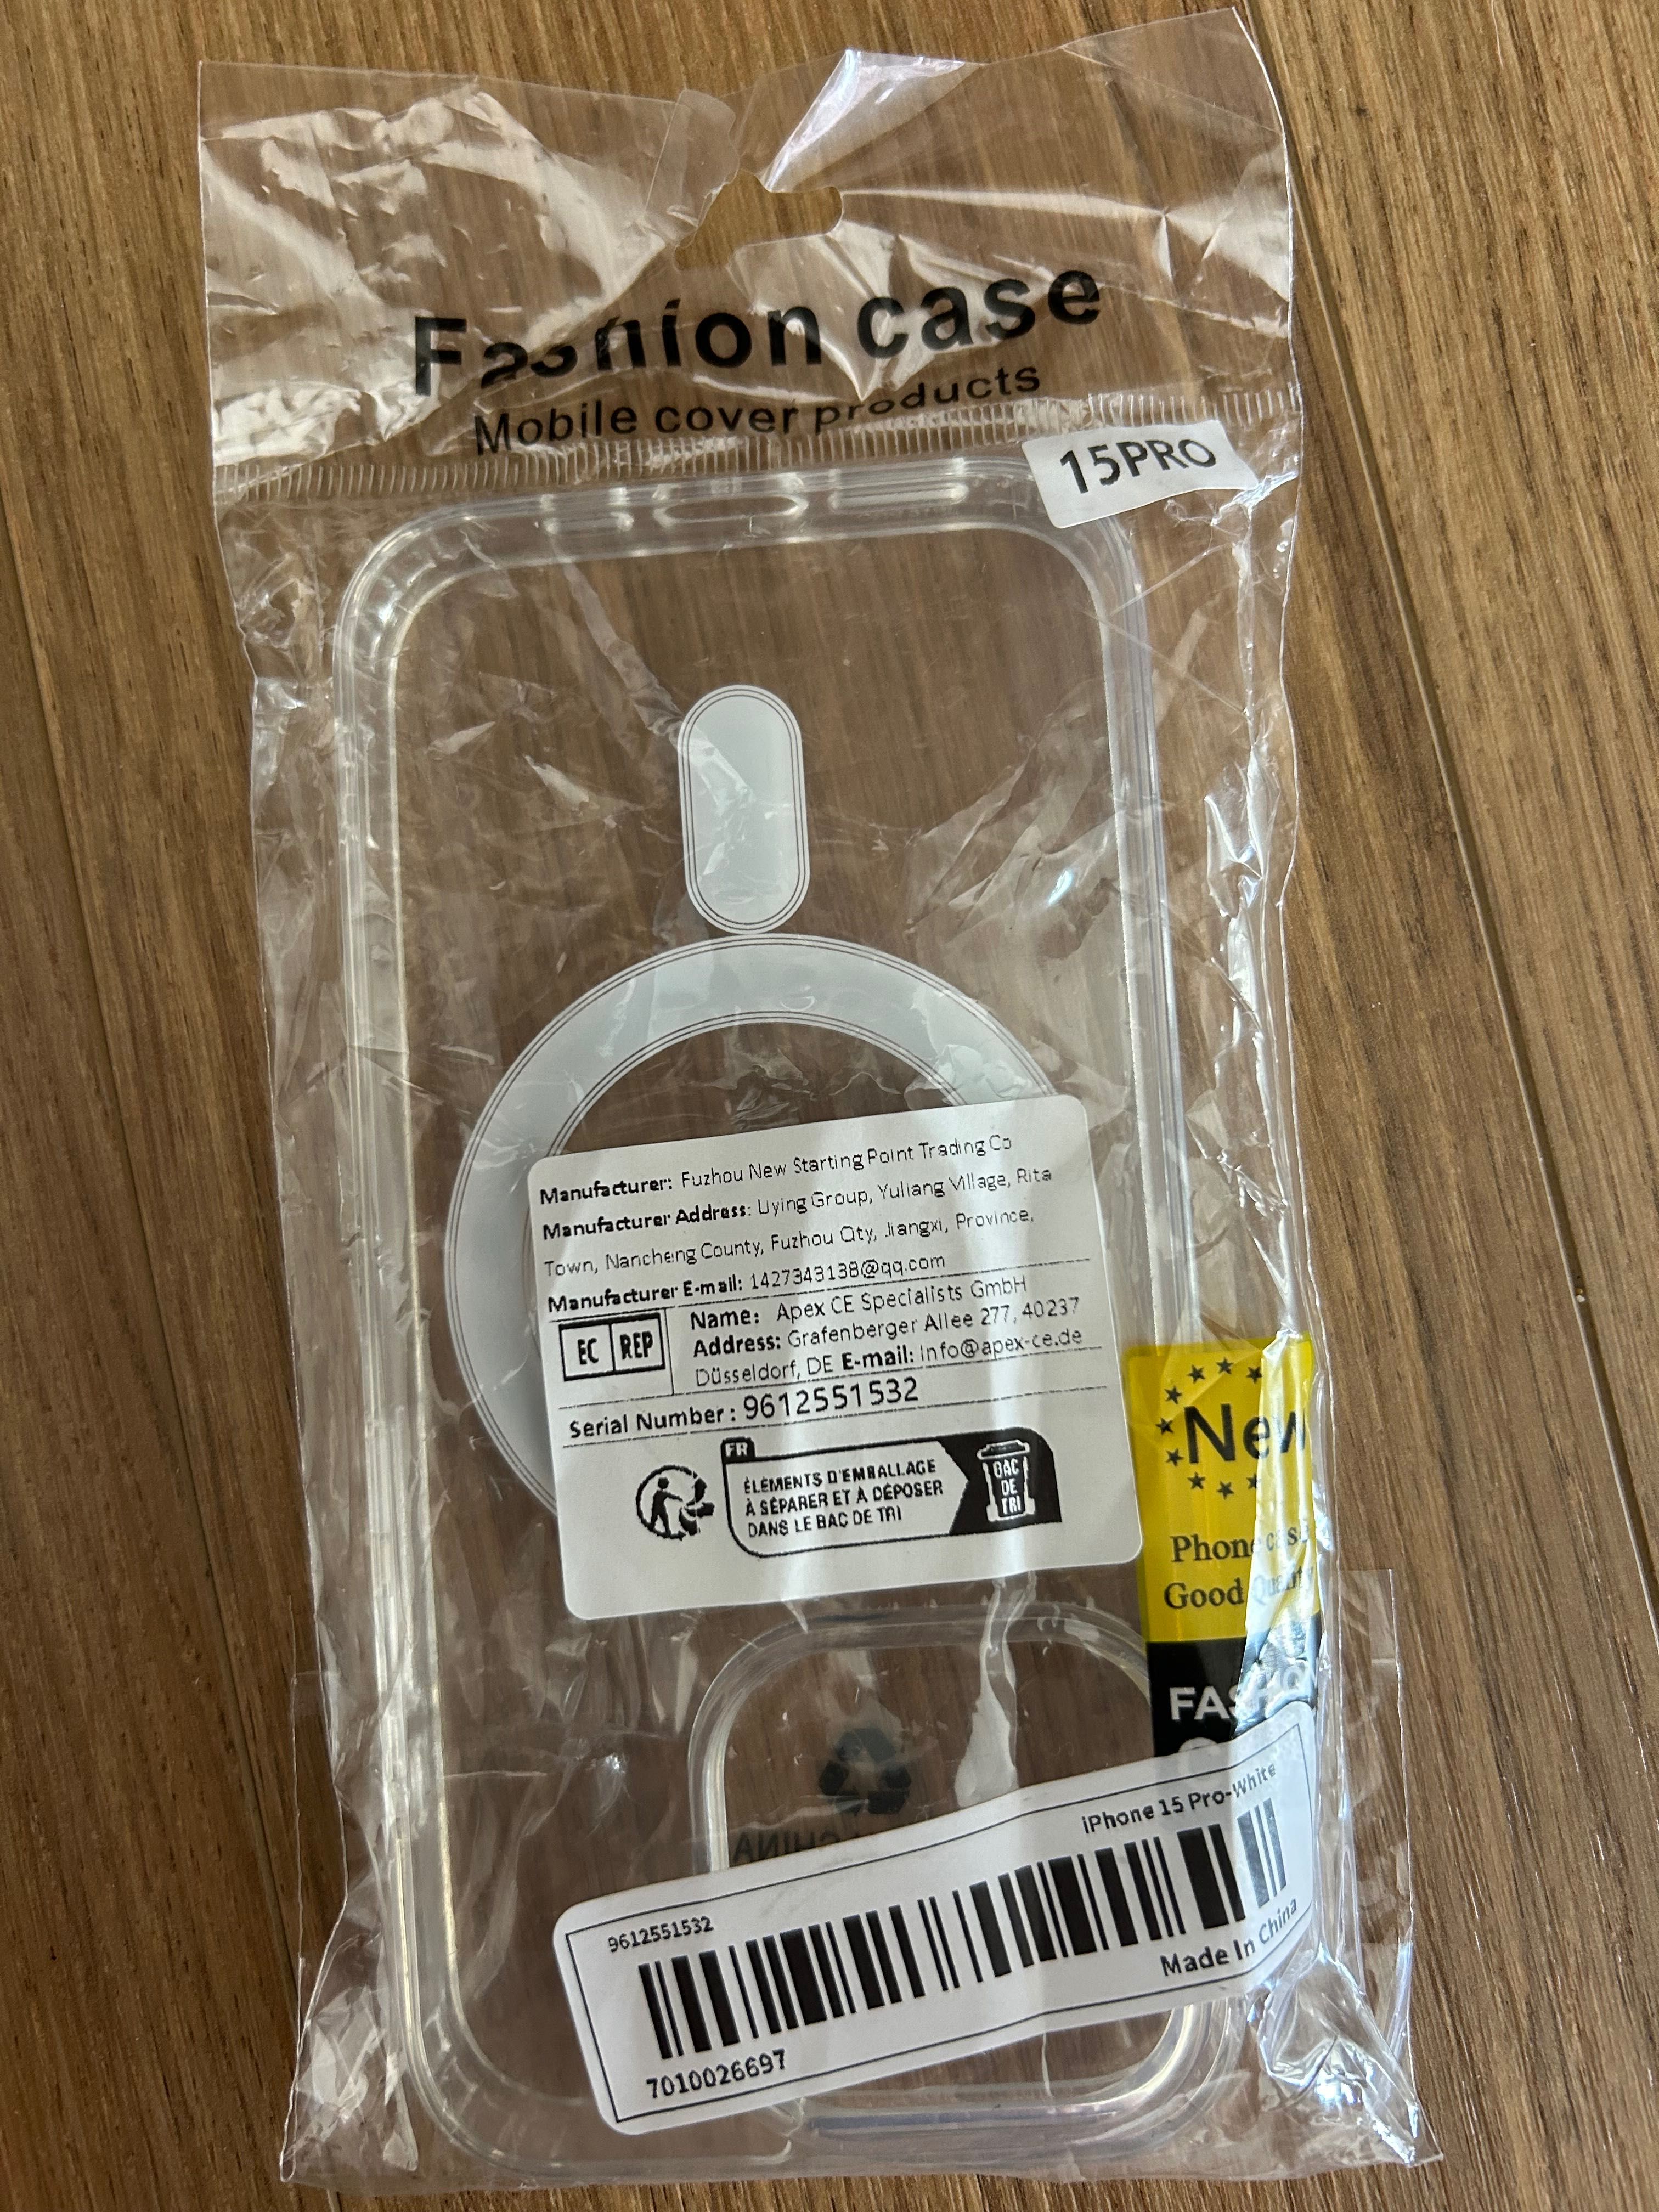 Fashion case
Mobile cover products
15PRO
Manufacturer: Fuzhou New Starting Point Trading Co
Manufacturer Address: Liying Group, Yuliang Village, Rita
Town, Nancheng County, Fuzhou City, Jiangxi, Province,
Manufacturer E-mail: 1427343138@qq.com
EC REP
Name: Apex CE Specialists GmbH
Address: Grafenberger Allee 277, 40237
Düsseldorf, DE E-mail: Info@apex-ce.de
Serial Number: 9612551532
FR
ÉLÉMENTS D'EMBALLAGE
À SÉPARER ET À DÉPOSER
DANS LE BAC DE TRI
BAC
DE
TRI
New
Phone case
Good Quality
iPhone 15 Pro-White
9612551532
Made In China
7010026697